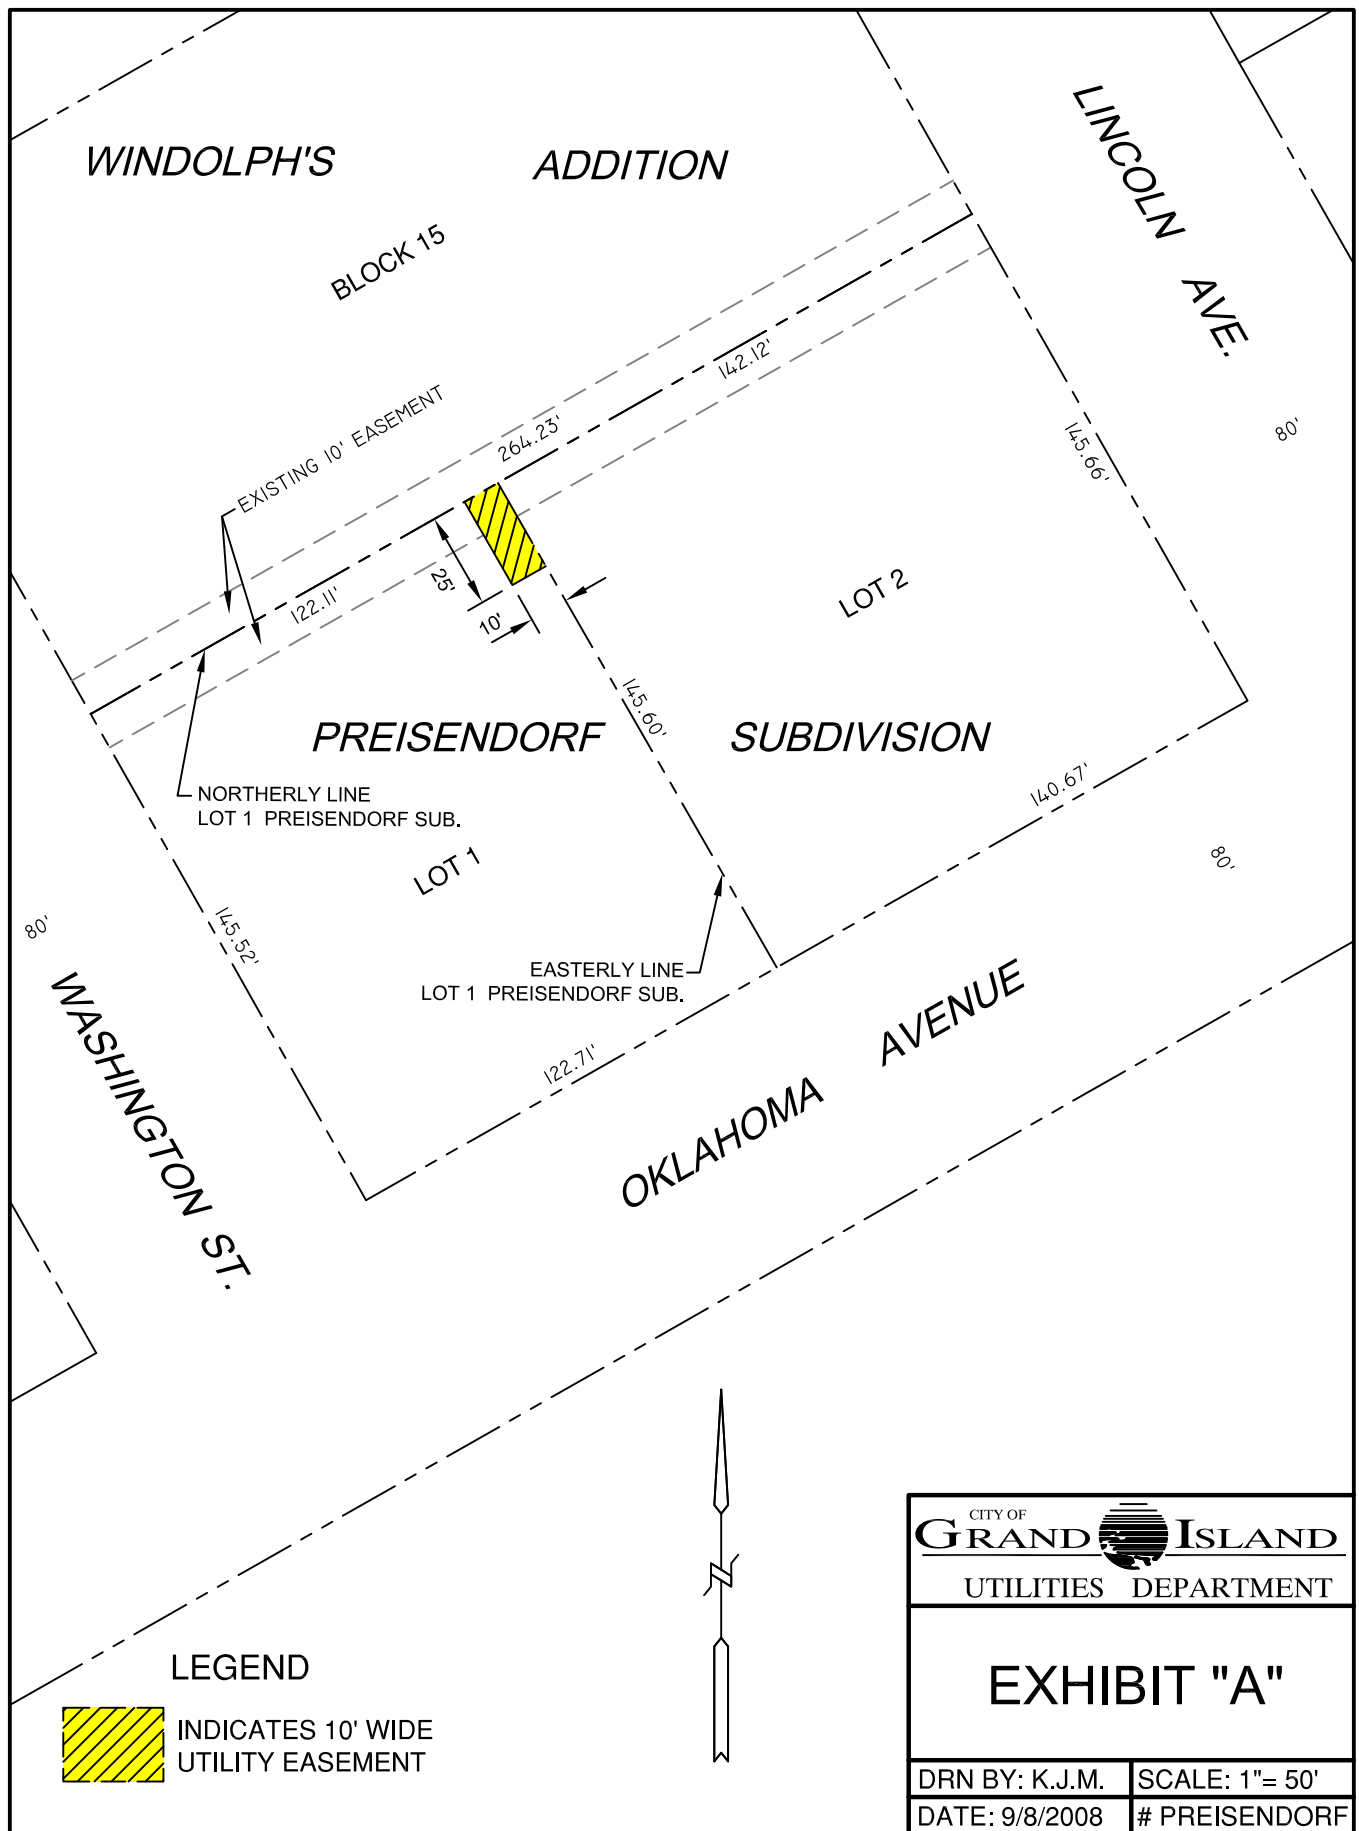 WINDOLPH'S ADDITION
BLOCK 15
LINCOLN AVE.
EXISTING 10' EASEMENT
264.23'
142.12'
122.11'
145.66'
80'
25'
10'
LOT 2
145.60'
PREISENDORF SUBDIVISION
NORTHERLY LINE
LOT 1 PREISENDORF SUB.
140.67'
80'
LOT 1
145.52'
80'
EASTERLY LINE
LOT 1 PREISENDORF SUB.
WASHINGTON ST.
122.71'
OKLAHOMA AVENUE
N
LEGEND
INDICATES 10' WIDE
UTILITY EASEMENT
CITY OF
GRAND ISLAND
UTILITIES DEPARTMENT
EXHIBIT "A"
DRN BY: K.J.M.
SCALE: 1"= 50'
DATE: 9/8/2008
# PREISENDORF